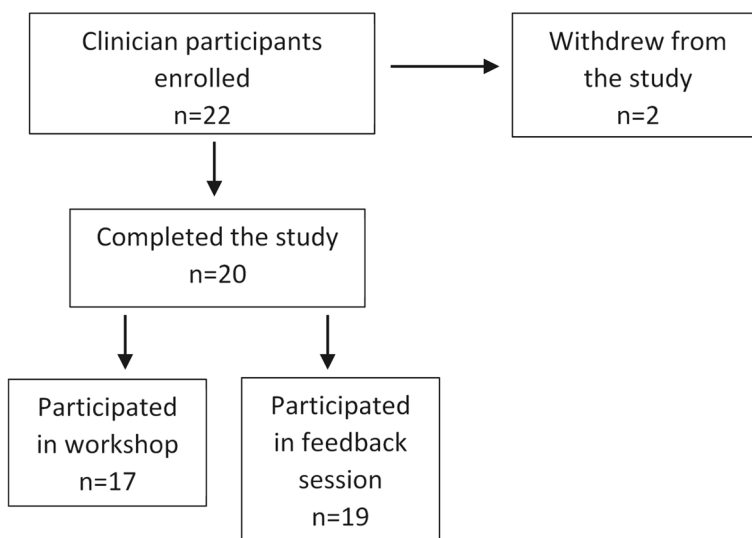 Clinician participants
enrolled
n=22
Withdrew from
the study
n=2
Completed the study
n=20
Participated
in workshop
n=17
Participated
in feedback
session
n=19